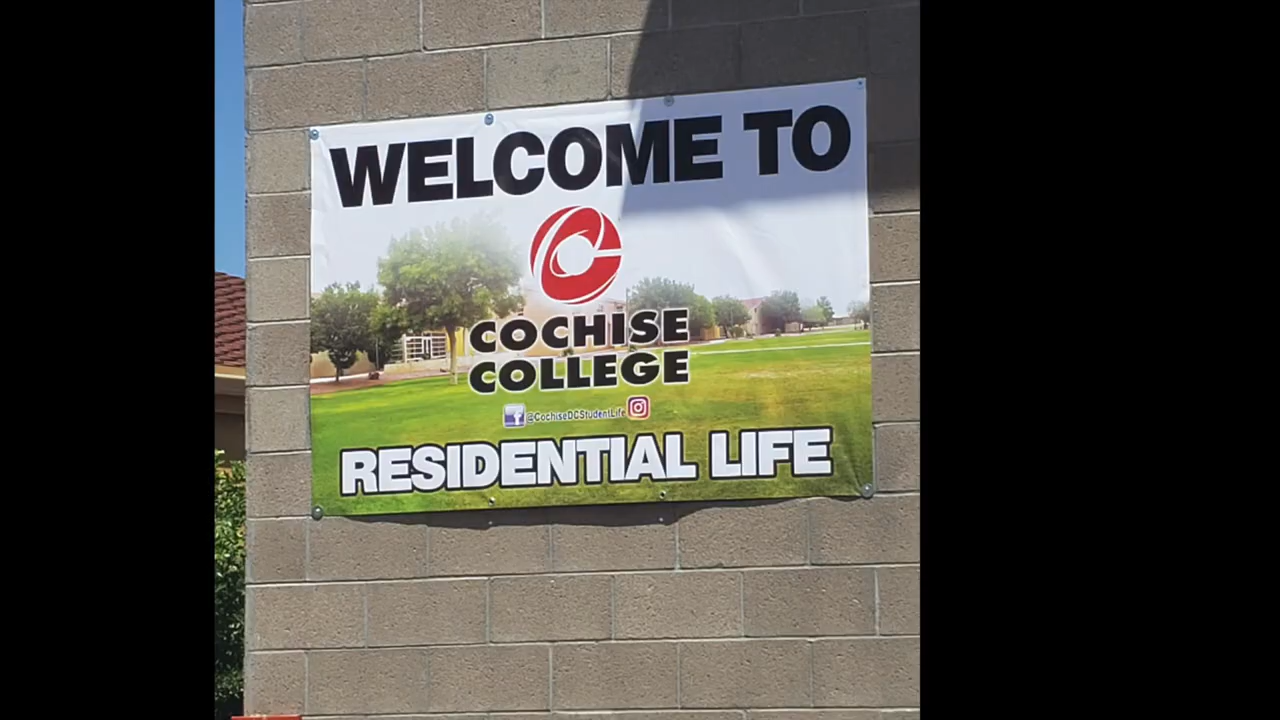 WELCOME TO
COCHISE
COLLEGE
@CochiseDCStudentLife
RESIDENTIAL LIFE